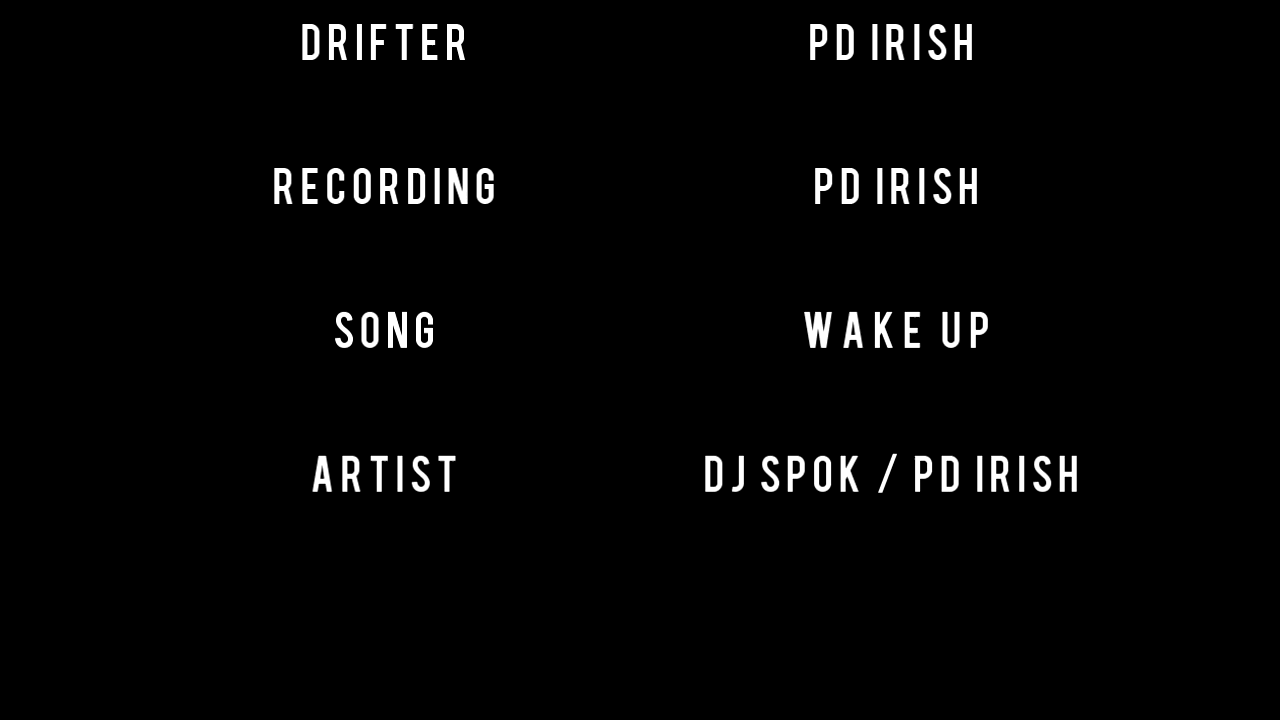 DRIFTER PD IRISH
RECORDING PD IRISH
SONG WAKE UP
ARTIST DJ SPOK / PD IRISH